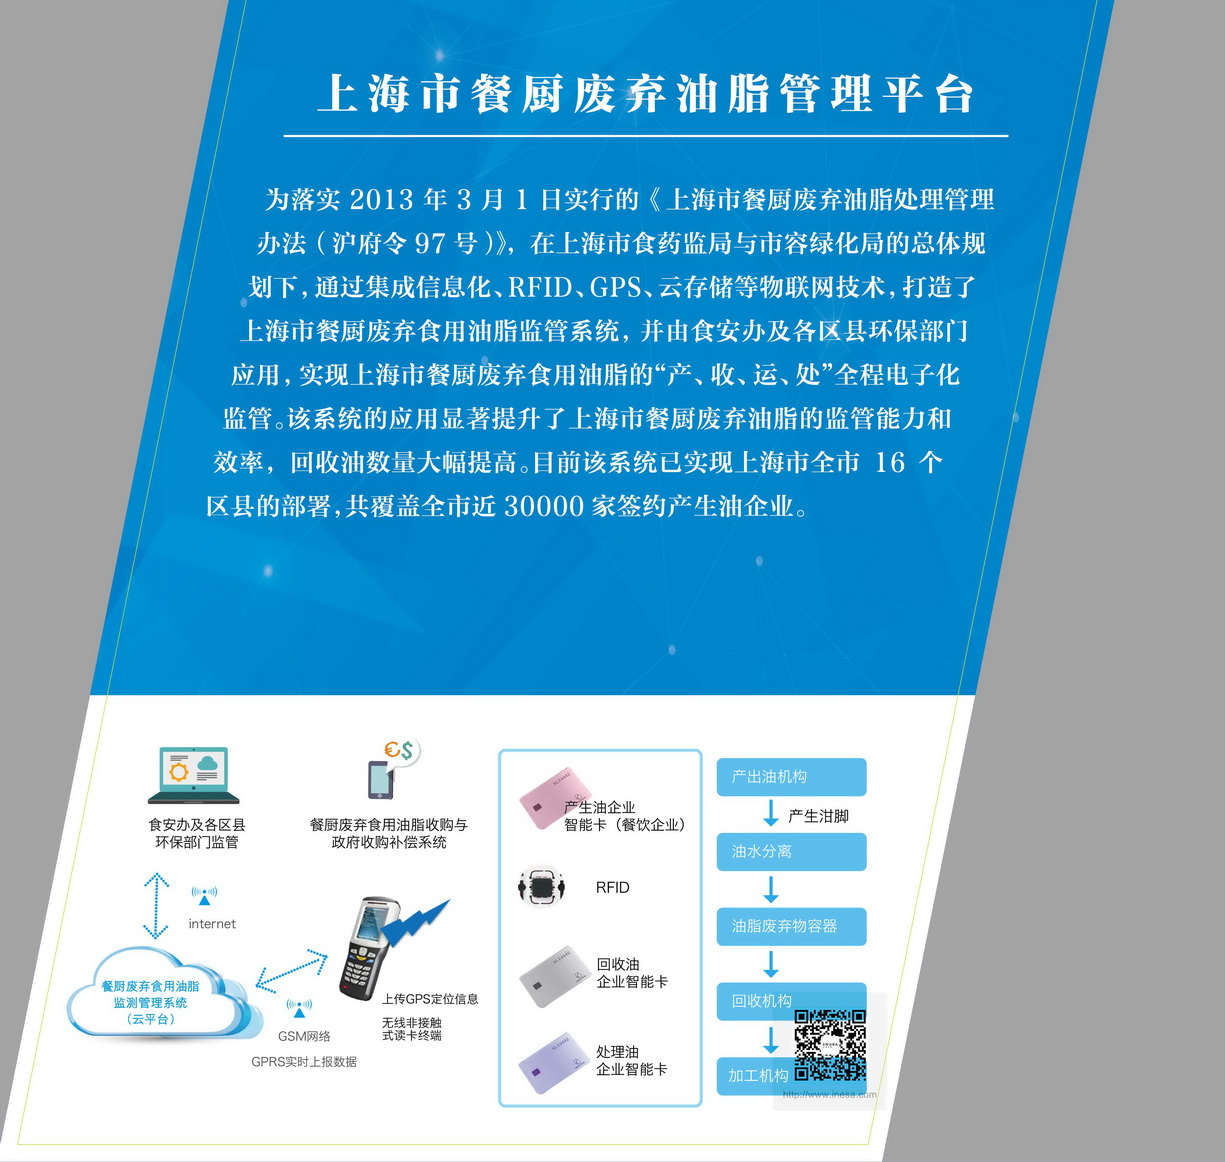 上海市餐厨废弃油脂管理平台
为落实 2013 年 3 月 1 日实行的《上海市餐厨废弃油脂处理管理
办法（沪府令 97 号）》，在上海市食药监局与市容绿化局的总体规
划下，通过集成信息化、RFID、GPS、云存储等物联网技术，打造了
上海市餐厨废弃食用油脂监管系统，并由食安办及各区县环保部门
应用，实现上海市餐厨废弃食用油脂的“产、收、运、处”全程电子化
监管。该系统的应用显著提升了上海市餐厨废弃油脂的监管能力和
效率，回收油数量大幅提高。目前该系统已实现上海市全市 16 个
区县的部署，共覆盖全市近 30000 家签约产生油企业。
食安办及各区县
环保部门监管
餐厨废弃食用油脂收购与
政府收购补偿系统
internet
餐厨废弃食用油脂
监测管理系统
（云平台）
GSM网络
GPRS实时上报数据
上传GPS定位信息
无线非接触
式读卡终端
产生油企业
智能卡（餐饮企业）
RFID
回收油
企业智能卡
处理油
企业智能卡
产出油机构
产生泔脚
油水分离
油脂废弃物容器
回收机构
加工机构
http://www.inesa.com